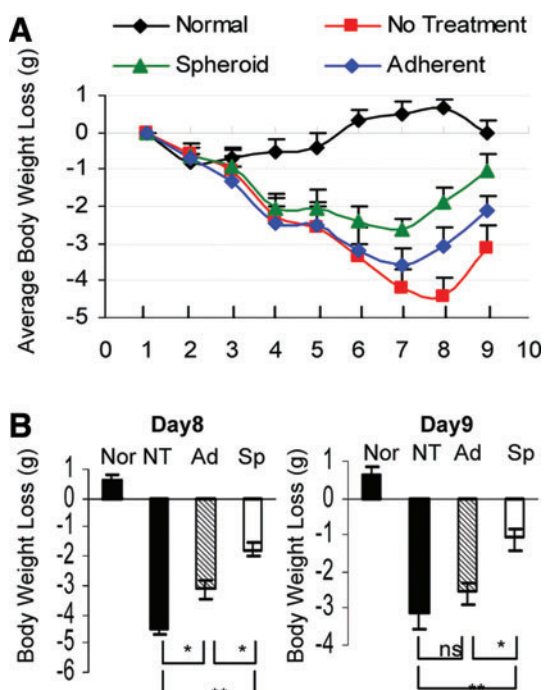 A
Normal No Treatment
Spheroid Adherent
Average Body Weight Loss (g)
1
0
-1
-2
-3
-4
-5
0 1 2 3 4 5 6 7 8 9 10
B
Day8
Nor NT Ad Sp
Body Weight Loss (g)
1
0
-1
-2
-3
-4
-5
-6
* *
**
Day9
Nor NT Ad Sp
Body Weight Loss (g)
1
0
-1
-2
-3
-4
ns *
**